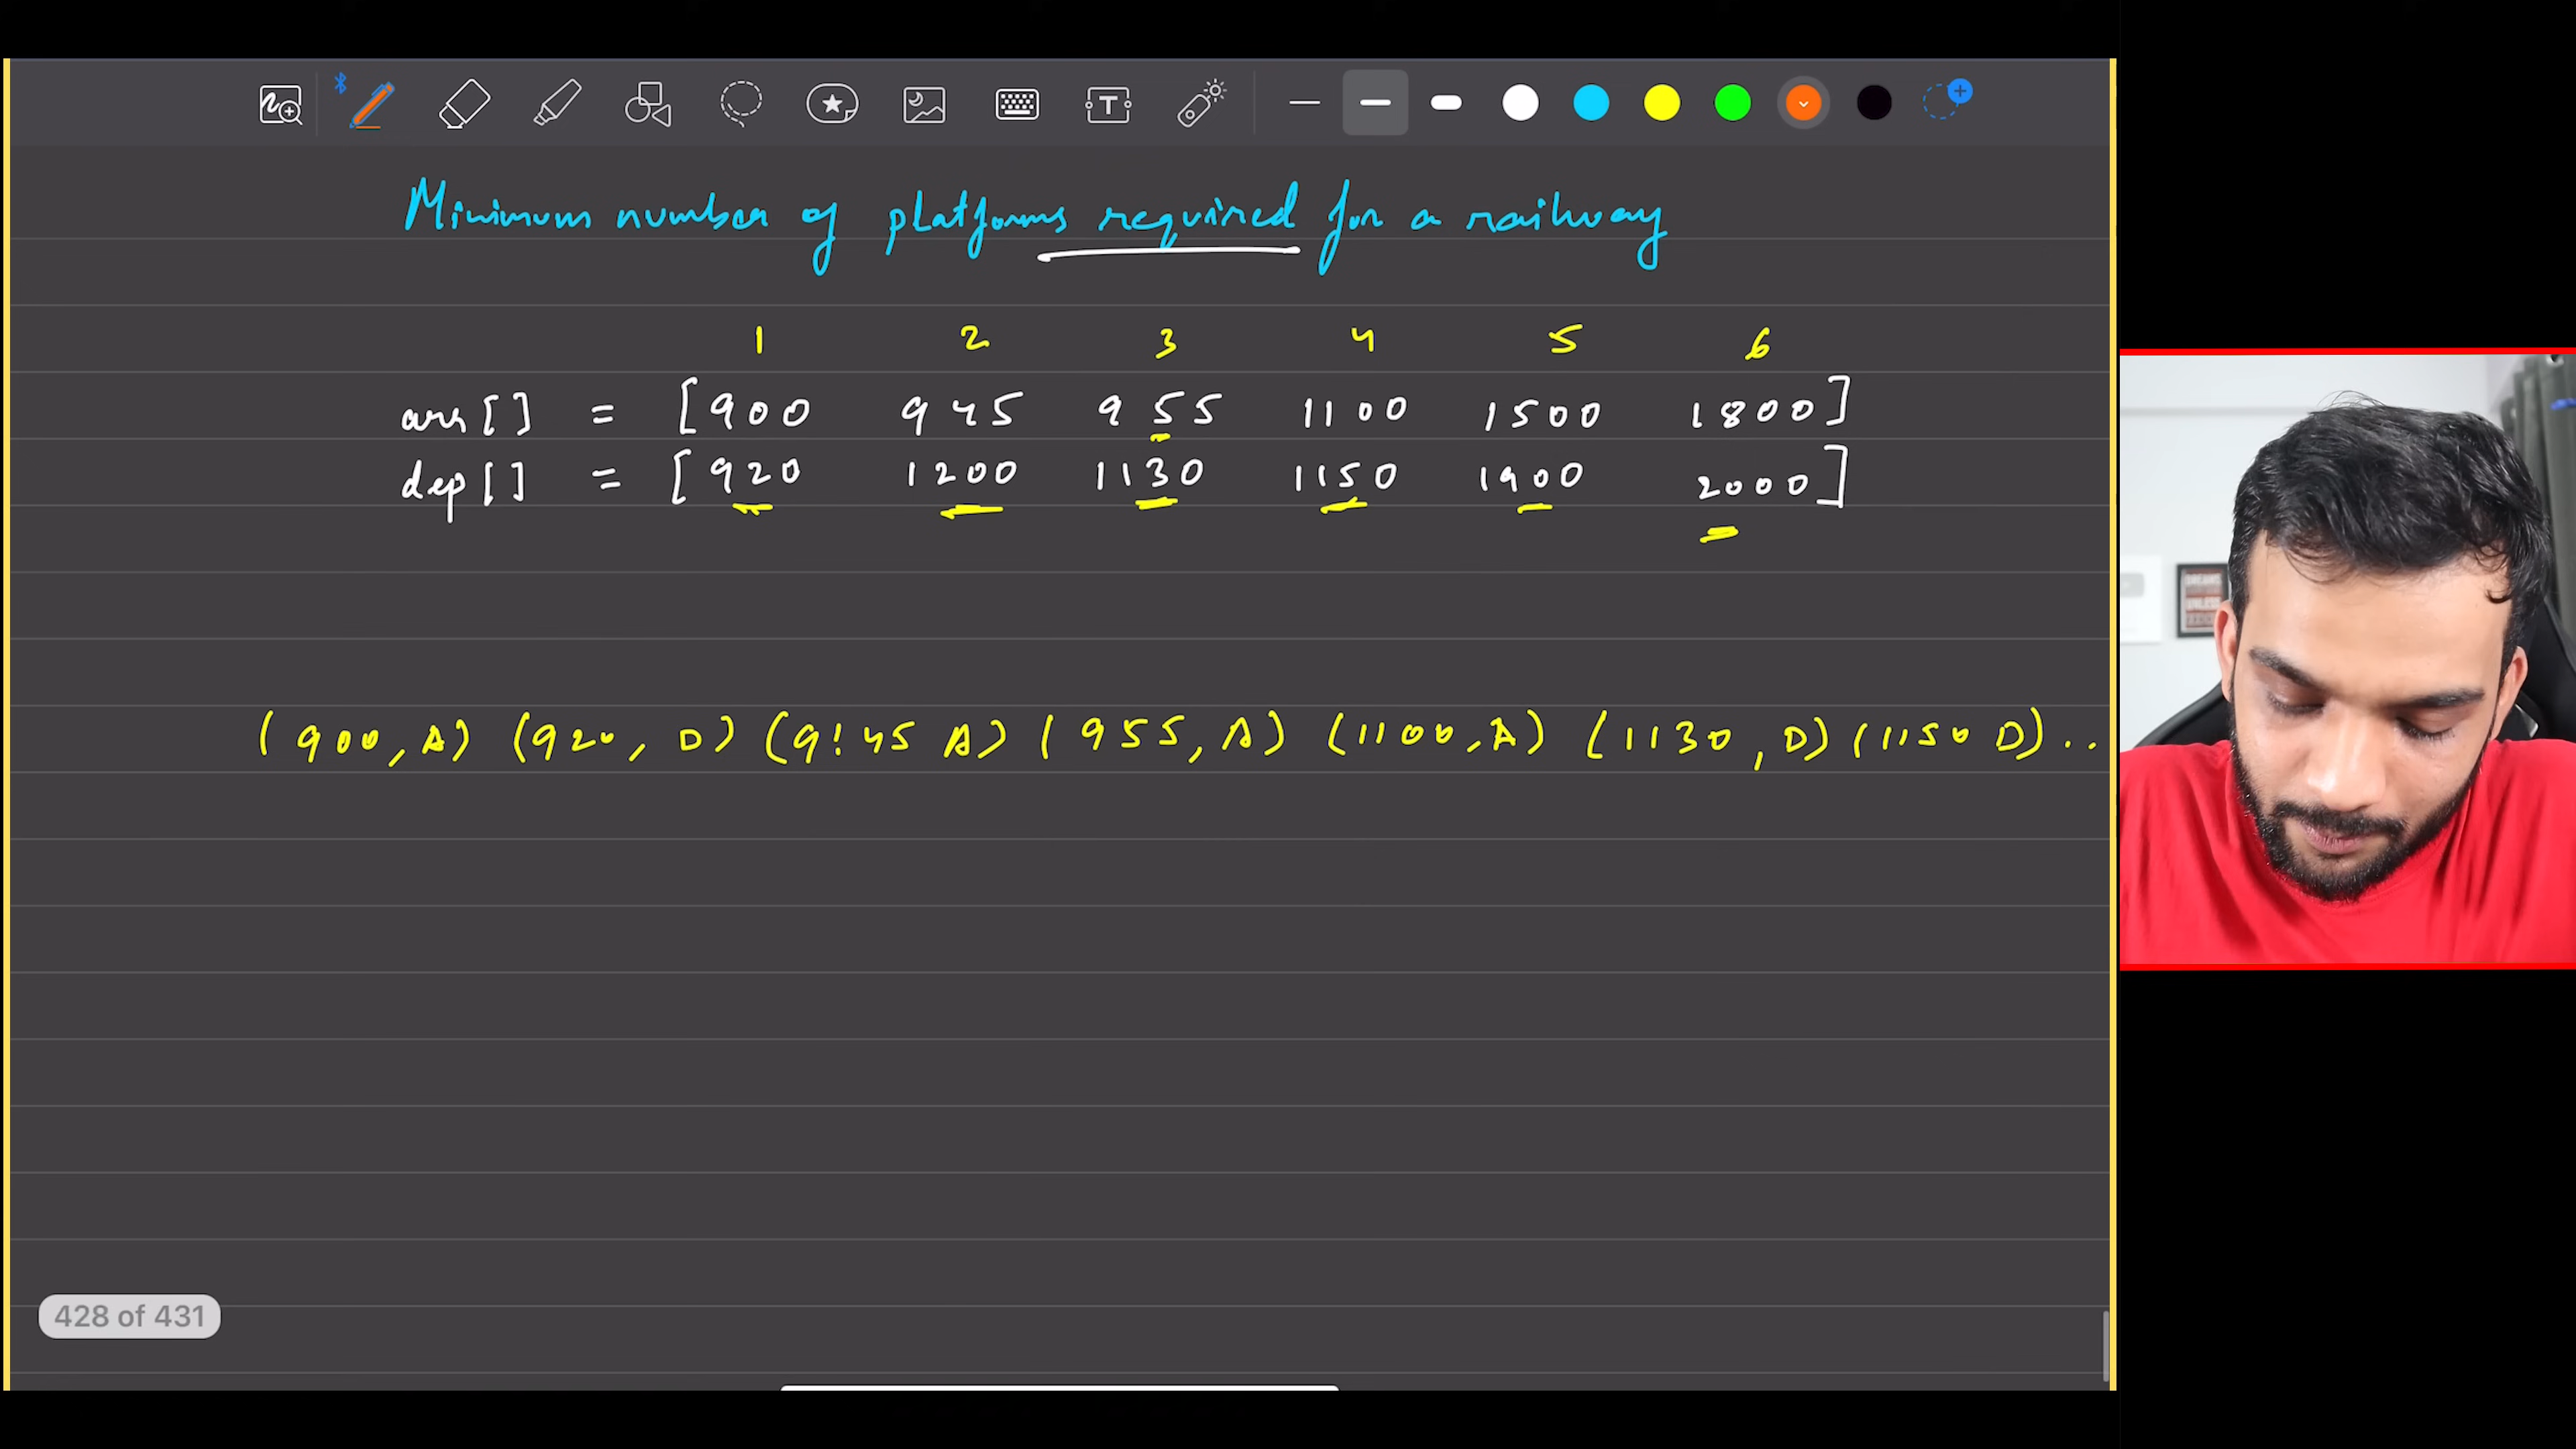 Minimum number of platforms required for a railway
1 2 3 4 5 6
arr[] = [900 945 955 1100 1500 1800]
dep[] = [920 1200 1130 1150 1900 2000]
(900, A) (920, D) (9:45 A) (955, A) (1100, A) (1130, D) (1150 D) ..
428 of 431